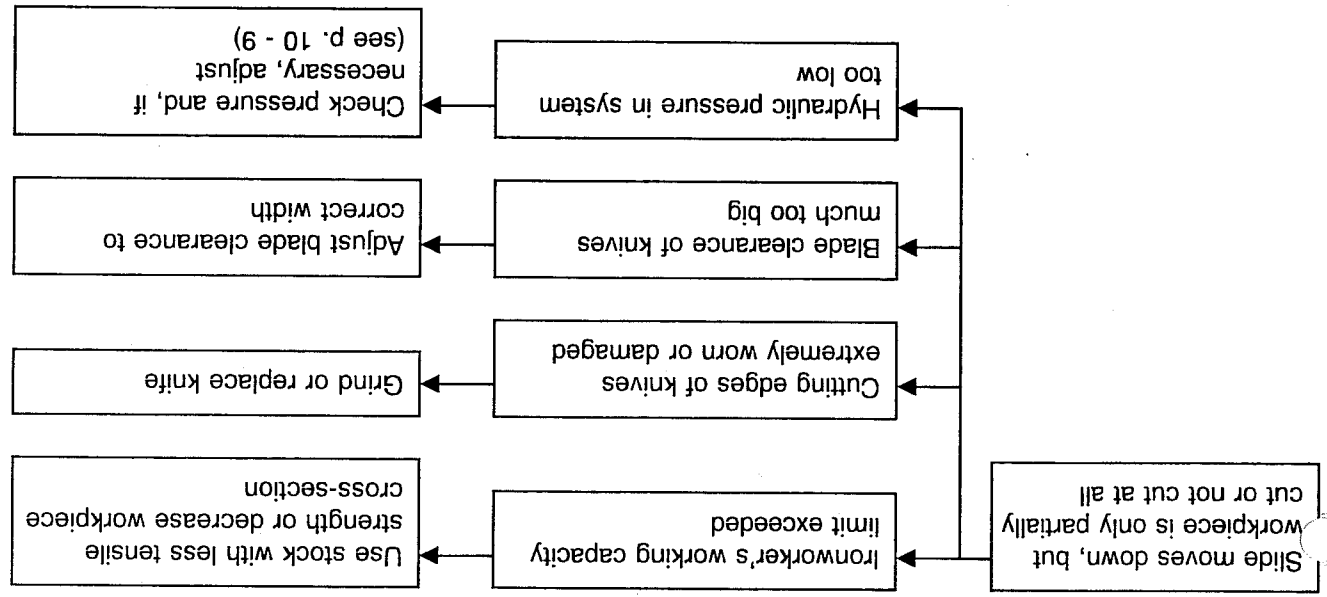 Slide moves down, but
workpiece is only partially
cut or not cut at all
Ironworker's working capacity
limit exceeded
Use stock with less tensile
strength or decrease workpiece
cross-section
Cutting edges of knives
extremely worn or damaged
Grind or replace knife
Blade clearance of knives
much too big
Adjust blade clearance to
correct width
Hydraulic pressure in system
too low
Check pressure and, if
necessary, adjust
(see p. 10 - 9)